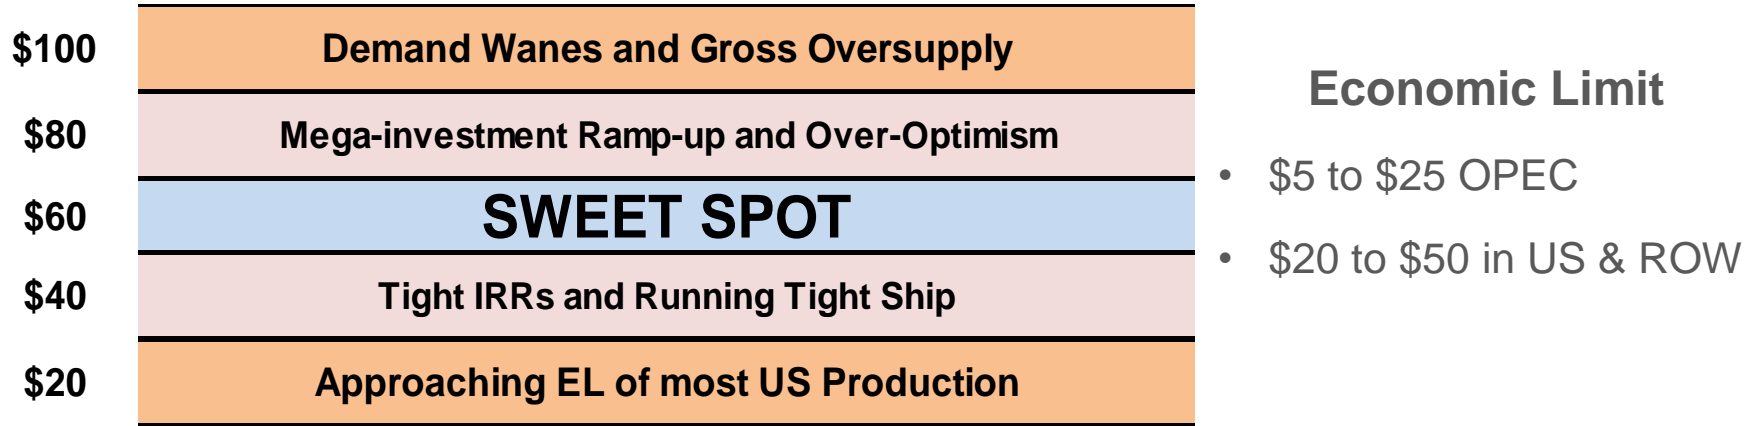 $100 Demand Wanes and Gross Oversupply
$80 Mega-investment Ramp-up and Over-Optimism
$60 SWEET SPOT
$40 Tight IRRs and Running Tight Ship
$20 Approaching EL of most US Production
Economic Limit
• $5 to $25 OPEC
• $20 to $50 in US & ROW